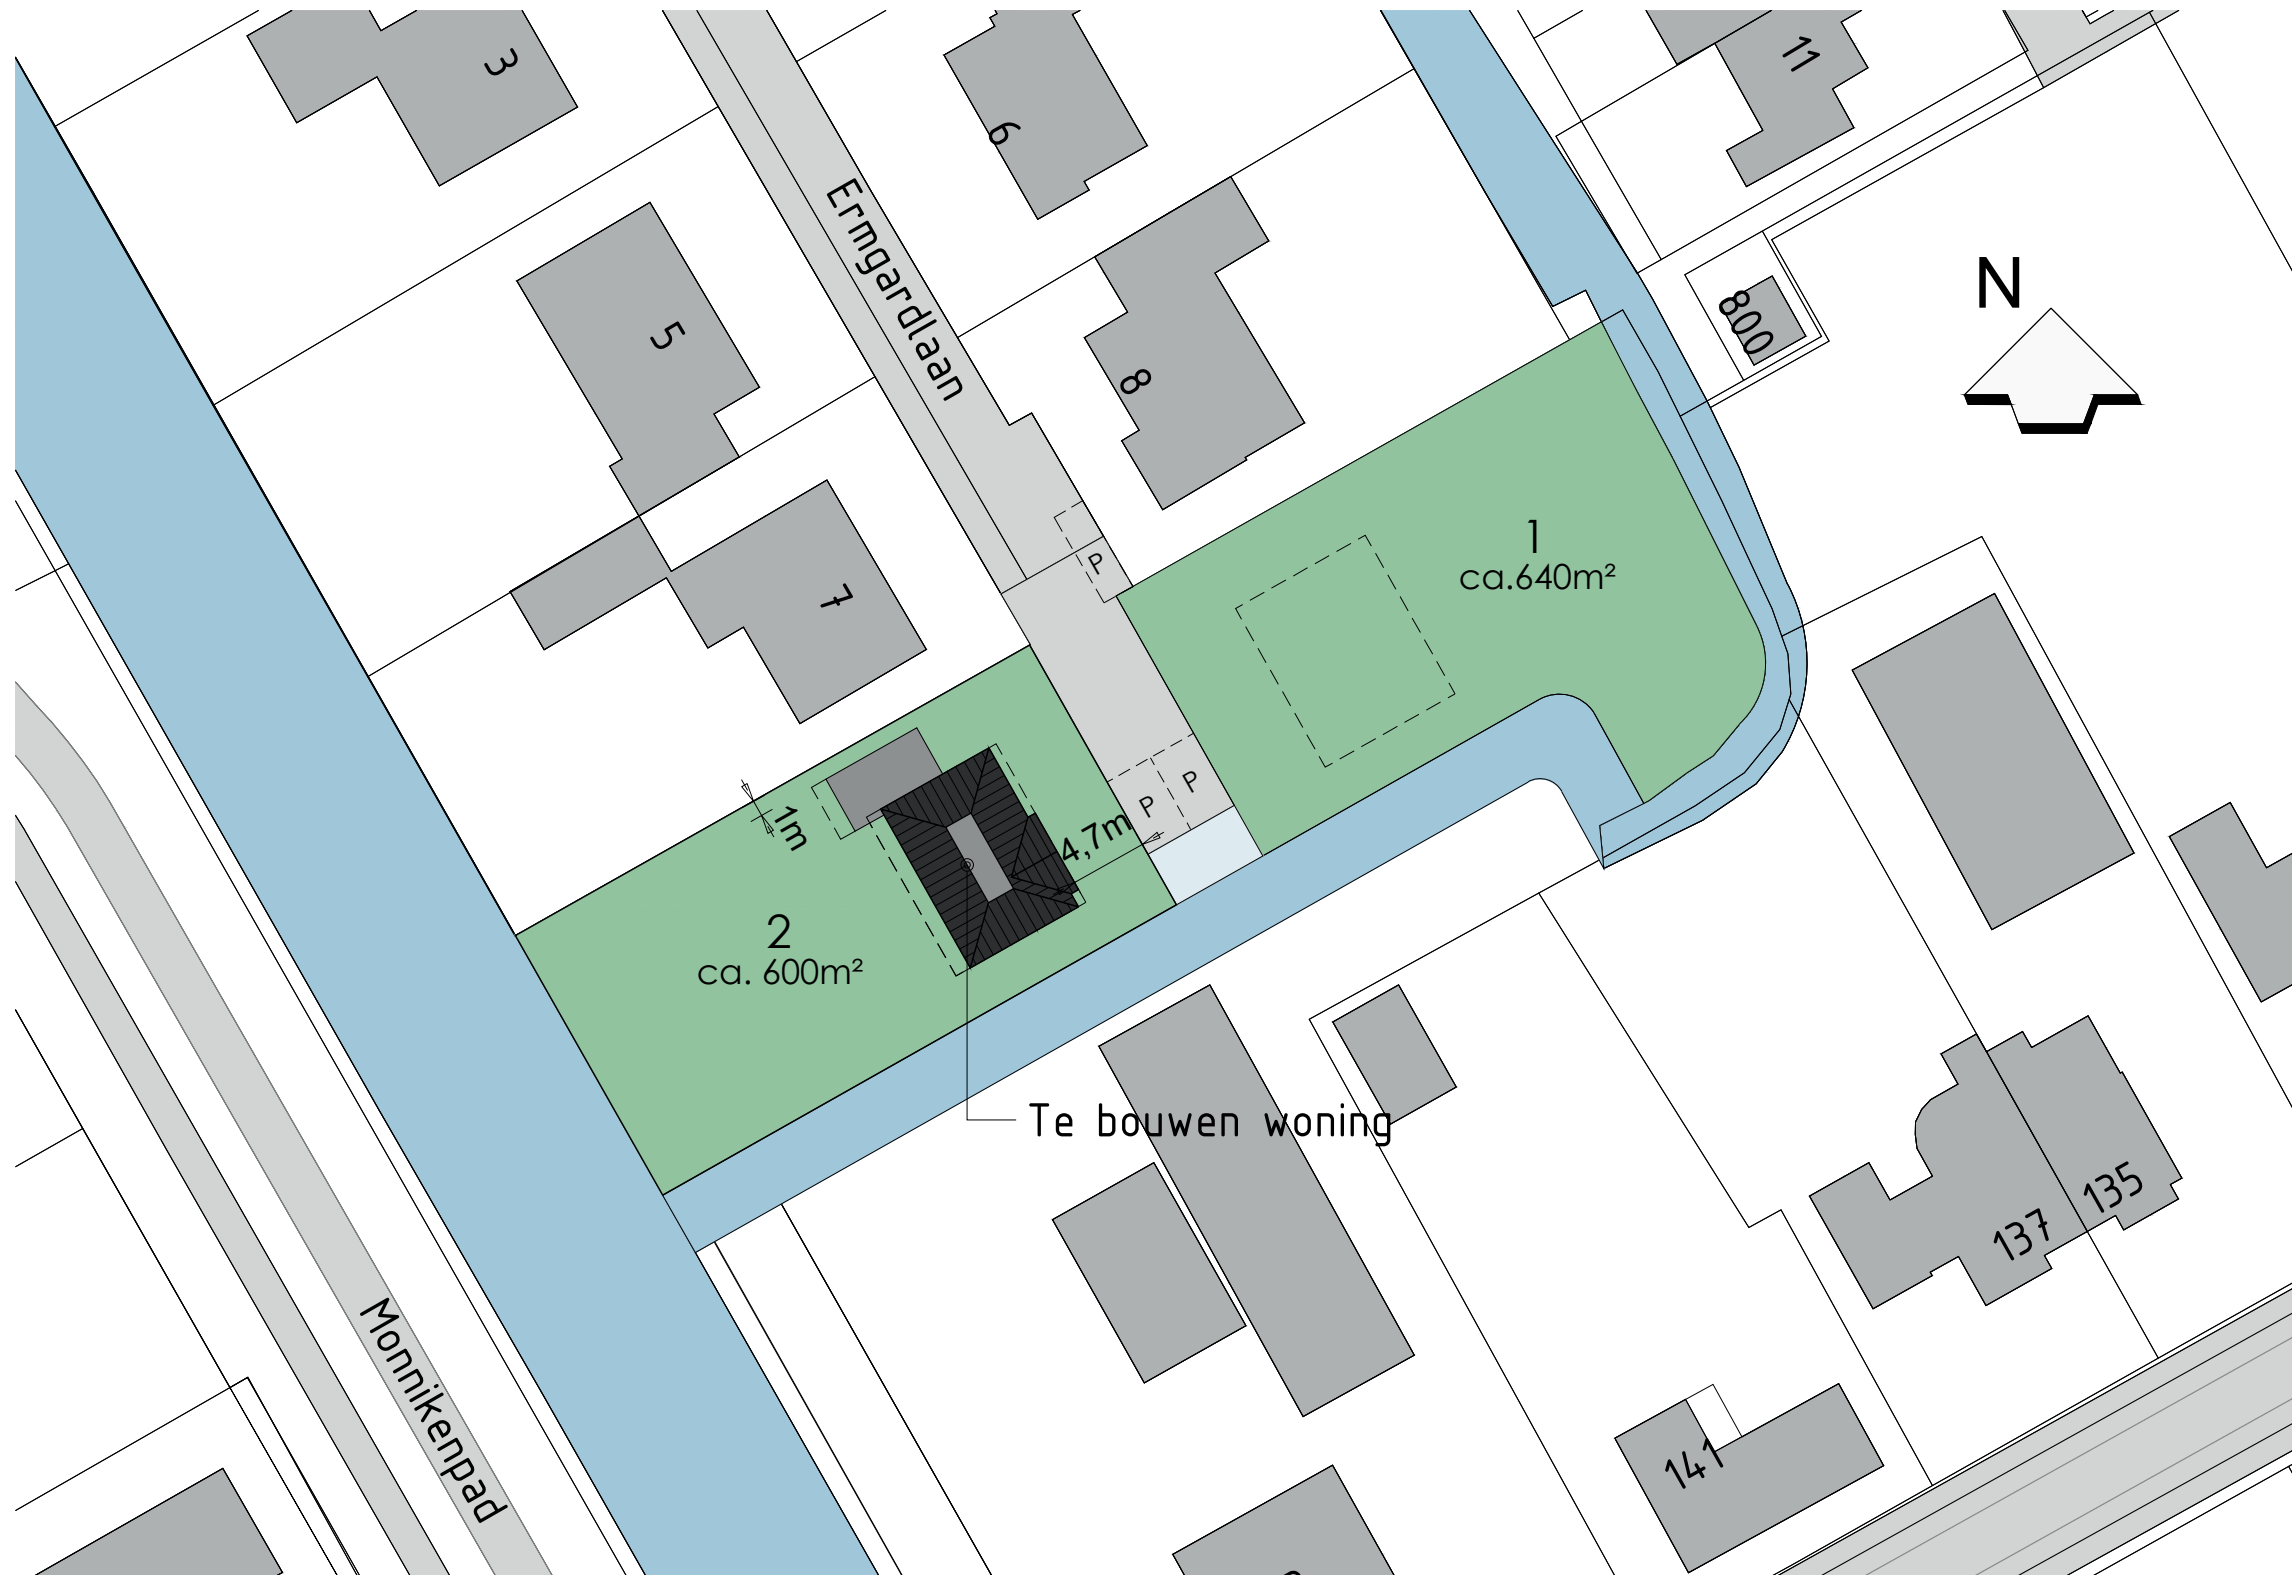 3
6
11
Ermgardlaan
N
800
5
8
P
1
ca.640m²
7
P
P
1m
4,7m
2
ca. 600m²
Te bouwen woning
135
137
Monnikenpad
141